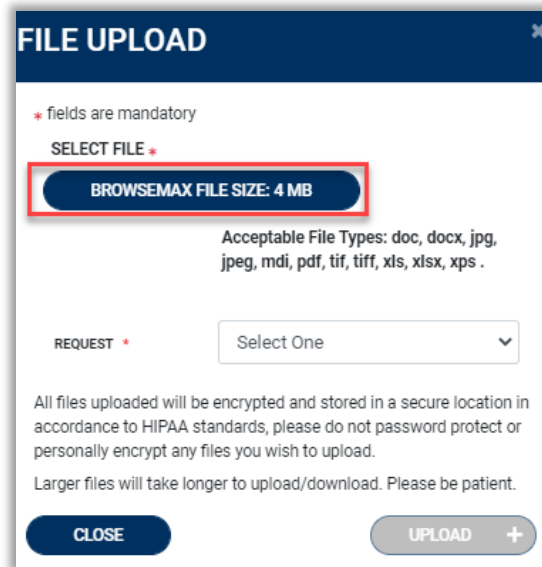 FILE UPLOAD
* fields are mandatory
SELECT FILE *
BROWSEMAX FILE SIZE: 4 MB
Acceptable File Types: doc, docx, jpg,
jpeg, mdi, pdf, tif, tiff, xls, xlsx, xps .
REQUEST *
Select One
All files uploaded will be encrypted and stored in a secure location in
accordance to HIPAA standards, please do not password protect or
personally encrypt any files you wish to upload.
Larger files will take longer to upload/download. Please be patient.
CLOSE
UPLOAD +